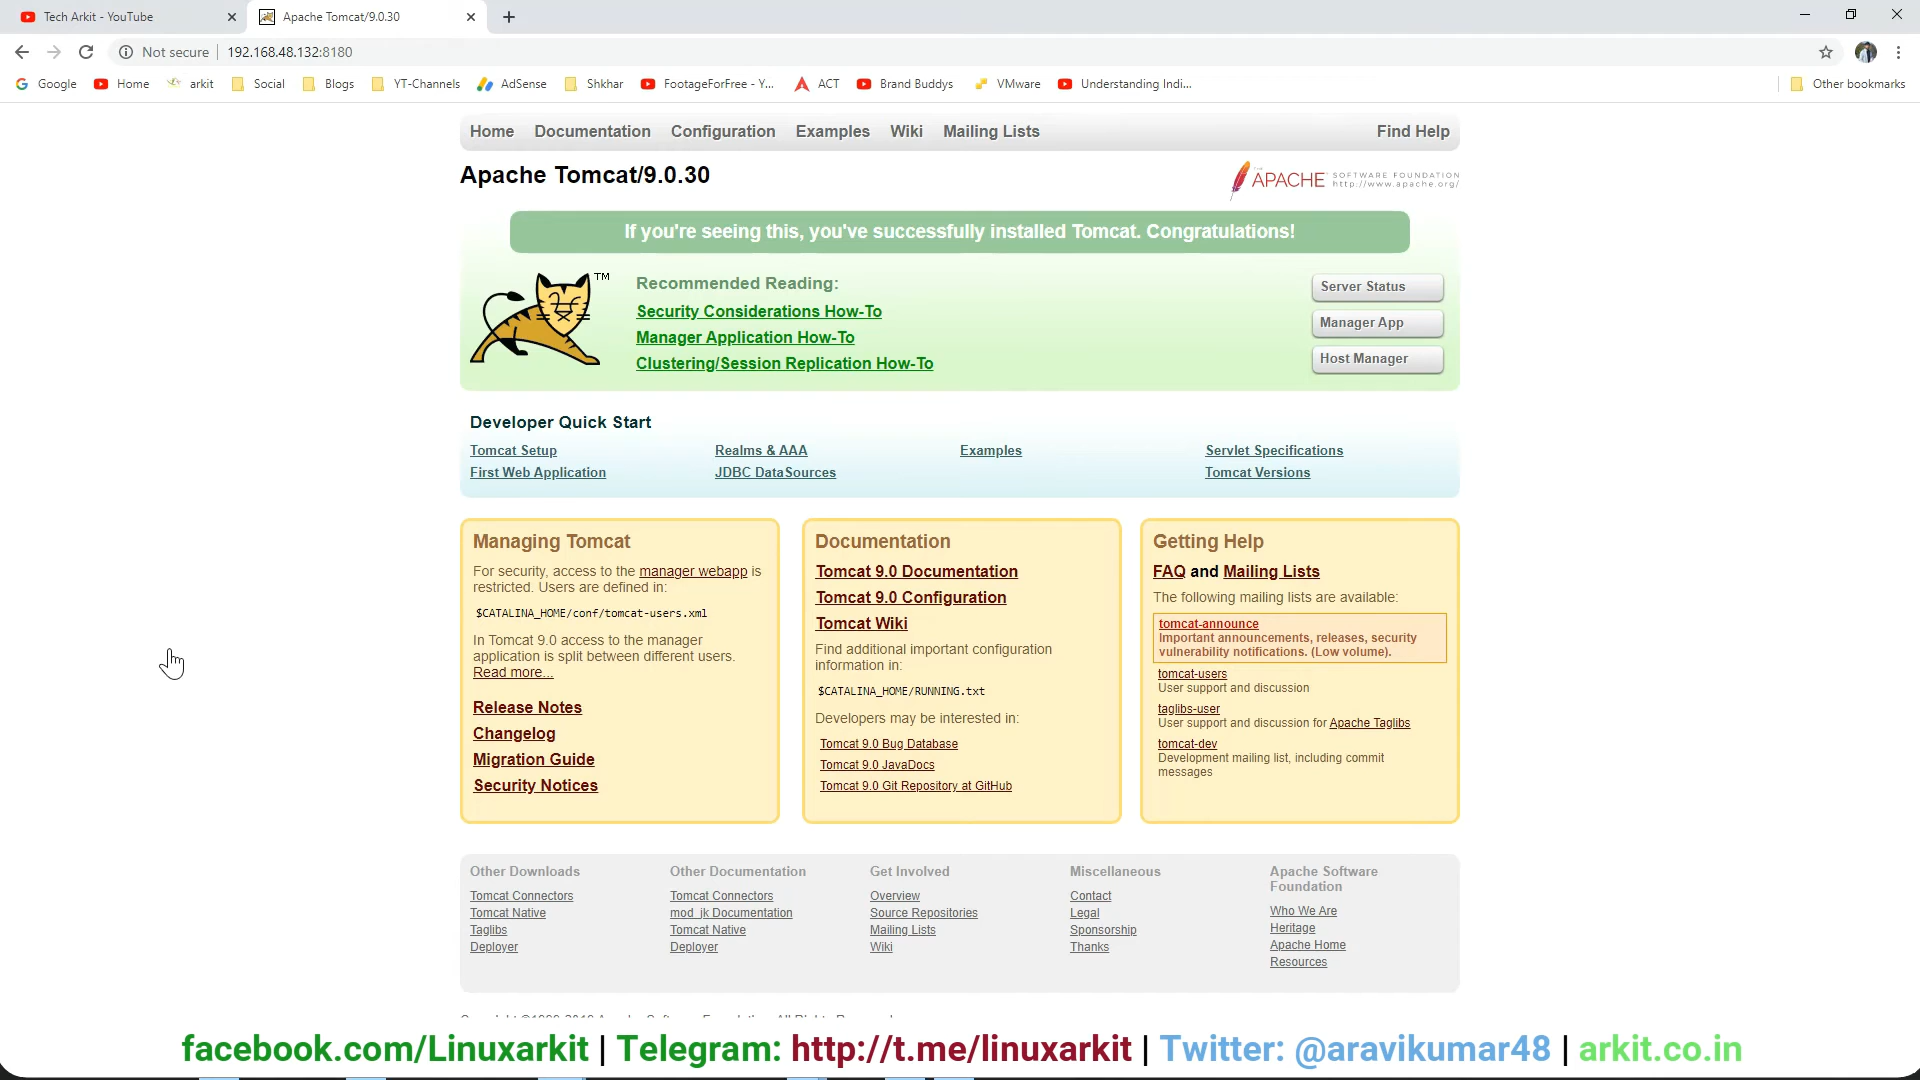 Tech Arkit - YouTube
Apache Tomcat/9.0.30
Not secure
192.168.48.132:8180
Google
Home
arkit
Social
Blogs
YT-Channels
AdSense
Shkhar
FootageForFree - Y...
ACT
Brand Buddys
VMware
Understanding Indi...
Other bookmarks
Home Documentation Configuration Examples Wiki Mailing Lists Find Help
Apache Tomcat/9.0.30
THE APACHE SOFTWARE FOUNDATION
http://www.apache.org/
If you're seeing this, you've successfully installed Tomcat. Congratulations!
TM
Recommended Reading:
Security Considerations How-To
Manager Application How-To
Clustering/Session Replication How-To
Server Status
Manager App
Host Manager
Developer Quick Start
Tomcat Setup
First Web Application
Realms & AAA
JDBC DataSources
Examples
Servlet Specifications
Tomcat Versions
Managing Tomcat
For security, access to the manager webapp is
restricted. Users are defined in:
$CATALINA_HOME/conf/tomcat-users.xml
In Tomcat 9.0 access to the manager
application is split between different users.
Read more...
Release Notes
Changelog
Migration Guide
Security Notices
Documentation
Tomcat 9.0 Documentation
Tomcat 9.0 Configuration
Tomcat Wiki
Find additional important configuration
information in:
$CATALINA_HOME/RUNNING.txt
Developers may be interested in:
Tomcat 9.0 Bug Database
Tomcat 9.0 JavaDocs
Tomcat 9.0 Git Repository at GitHub
Getting Help
FAQ and Mailing Lists
The following mailing lists are available:
tomcat-announce
Important announcements, releases, security
vulnerability notifications. (Low volume).
tomcat-users
User support and discussion
taglibs-user
User support and discussion for Apache Taglibs
tomcat-dev
Development mailing list, including commit
messages
Other Downloads
Tomcat Connectors
Tomcat Native
Taglibs
Deployer
Other Documentation
Tomcat Connectors
mod_jk Documentation
Tomcat Native
Deployer
Get Involved
Overview
Source Repositories
Mailing Lists
Wiki
Miscellaneous
Contact
Legal
Sponsorship
Thanks
Apache Software
Foundation
Who We Are
Heritage
Apache Home
Resources
facebook.com/Linuxarkit | Telegram: http://t.me/linuxarkit | Twitter: @aravikumar48 | arkit.co.in